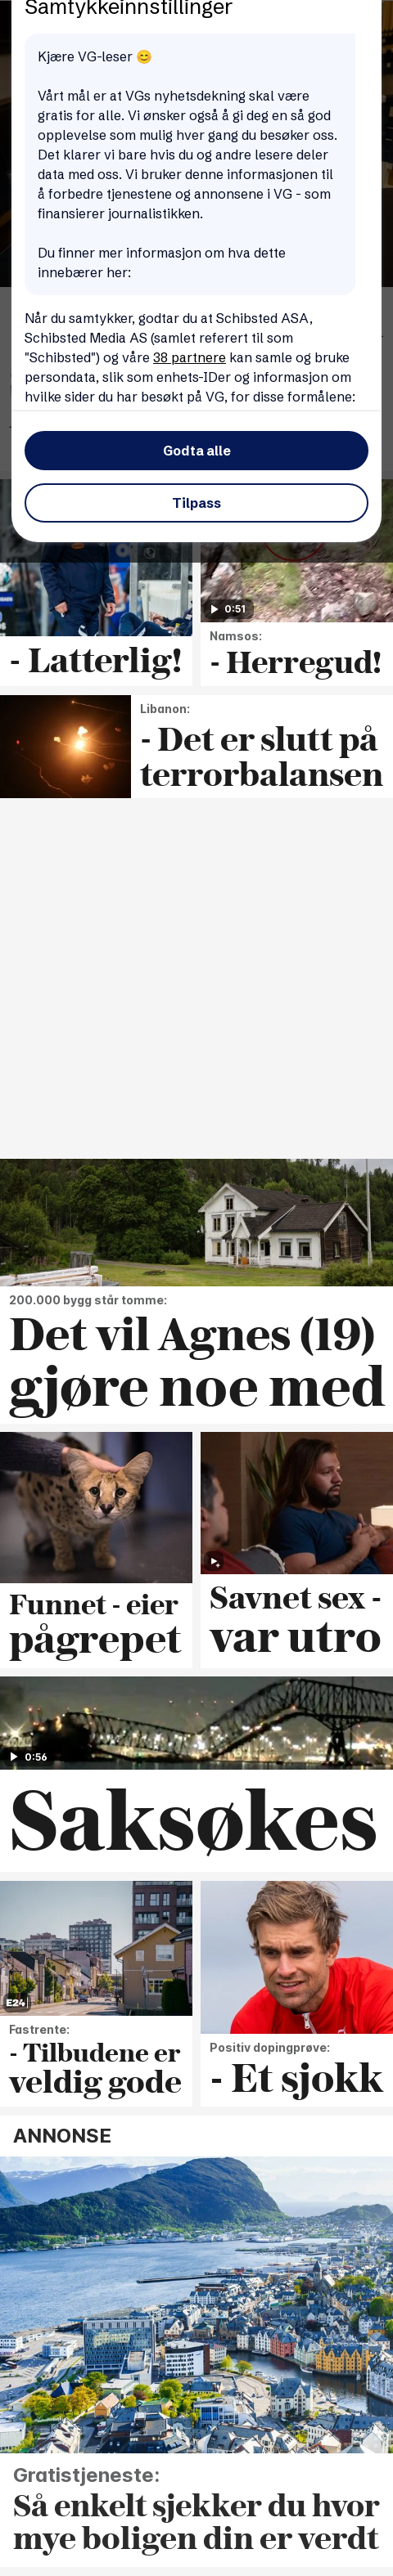 Samtykkeinnstillinger
Kjære VG-leser 😊
Vårt mål er at VGs nyhetsdekning skal være
gratis for alle. Vi ønsker også å gi deg en så god
opplevelse som mulig hver gang du besøker oss.
Det klarer vi bare hvis du og andre lesere deler
data med oss. Vi bruker denne informasjonen til
å forbedre tjenestene og annonsene i VG - som
finansierer journalistikken.
Du finner mer informasjon om hva dette
innebærer her:
Når du samtykker, godtar du at Schibsted ASA,
Schibsted Media AS (samlet referert til som
"Schibsted") og våre 38 partnere kan samle og bruke
persondata, slik som enhets-IDer og informasjon om
hvilke sider du har besøkt på VG, for disse formålene:
Godta alle
Tilpass
- Latterlig!
0:51
Namsos:
- Herregud!
Libanon:
- Det er slutt på
terrorbalansen
200.000 bygg står tomme:
Det vil Agnes (19)
gjøre noe med
Funnet - eier
pågrepet
Savnet sex -
var utro
0:56
Saksøkes
E24
Fastrente:
- Tilbudene er
veldig gode
Positiv dopingprøve:
- Et sjokk
ANNONSE
Gratistjeneste:
Så enkelt sjekker du hvor
mye boligen din er verdt